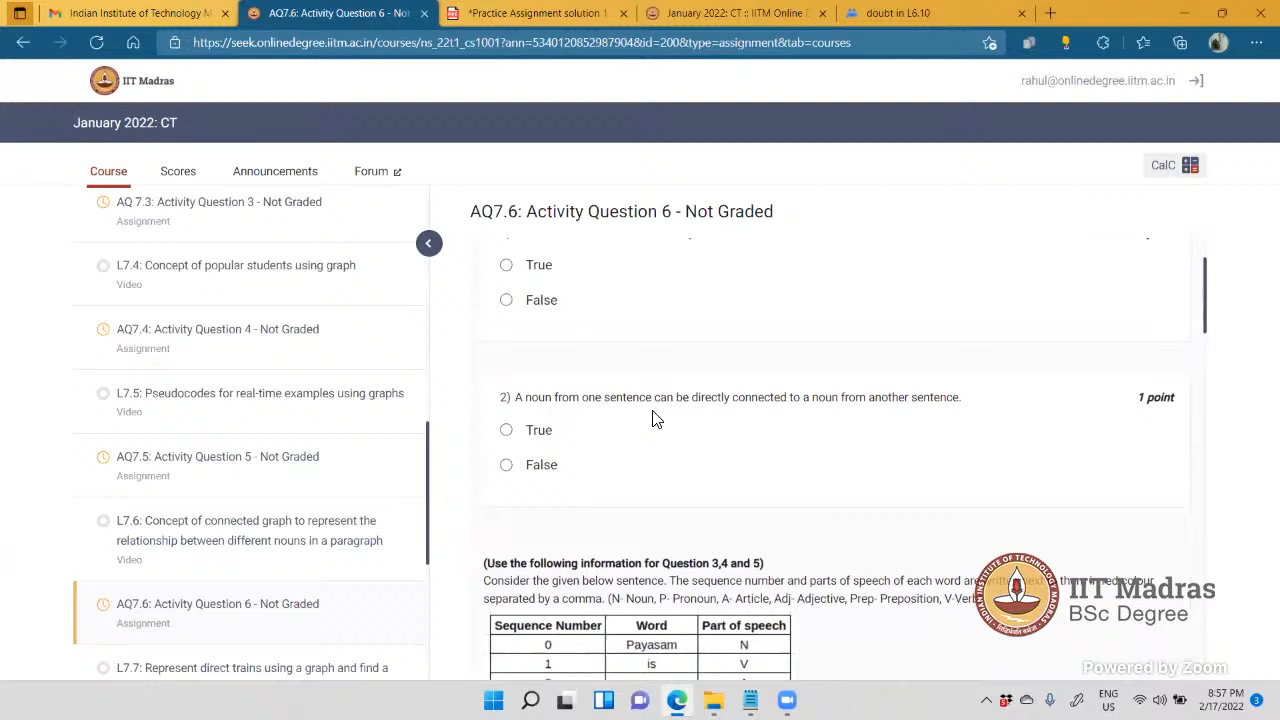 Indian Institute of Technology M
AQ7.6: Activity Question 6 - Not
*Practice Assignment solution 1
January 2022: CT :: IITM Online D
doubt in L6.10
https://seek.onlinedegree.iitm.ac.in/courses/ns_22t1_cs1001?ann=5340120852987904&id=200&type=assignment&tab=courses
IIT Madras
rahul@onlinedegree.iitm.ac.in
January 2022: CT
Course
Scores
Announcements
Forum
CalC
AQ 7.3: Activity Question 3 - Not Graded
Assignment
L7.4: Concept of popular students using graph
Video
AQ7.4: Activity Question 4 - Not Graded
Assignment
L7.5: Pseudocodes for real-time examples using graphs
Video
AQ7.5: Activity Question 5 - Not Graded
Assignment
L7.6: Concept of connected graph to represent the
relationship between different nouns in a paragraph
Video
AQ7.6: Activity Question 6 - Not Graded
Assignment
L7.7: Represent direct trains using a graph and find a
AQ7.6: Activity Question 6 - Not Graded
True
False
2) A noun from one sentence can be directly connected to a noun from another sentence.
1 point
True
False
(Use the following information for Question 3,4 and 5)
Consider the given below sentence. The sequence number and parts of speech of each word are colour
separated by a comma. (N- Noun, P- Pronoun, A- Article, Adj- Adjective, Prep- Preposition, V-Verb
Sequence Number Word Part of speech
0 Payasam N
1 is V
IIT Madras
BSc Degree
Powered by Zoom
ENG
US
8:57 PM
2/17/2022
3